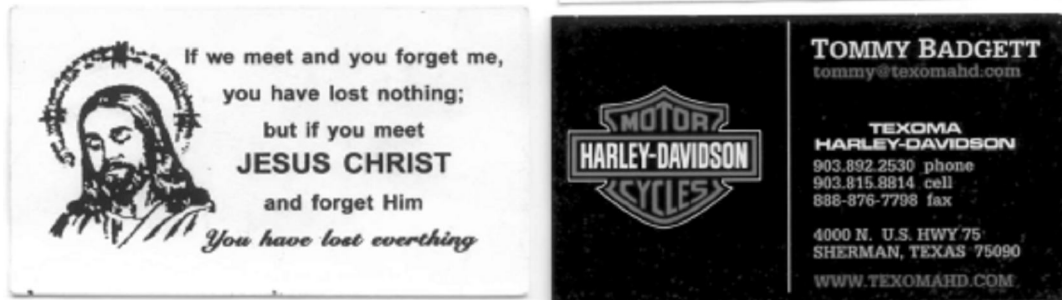 If we meet and you forget me,
you have lost nothing;
but if you meet
JESUS CHRIST
and forget Him
You have lost everthing
MOTOR
HARLEY-DAVIDSON
CYCLES
TOMMY BADGETT
tommy@texomahd.com
TEXOMA
HARLEY-DAVIDSON
903.892.2530 phone
903.815.8814 cell
888-876-7798 fax
4000 N. U.S. HWY 75
SHERMAN, TEXAS 75090
WWW.TEXOMAHD.COM